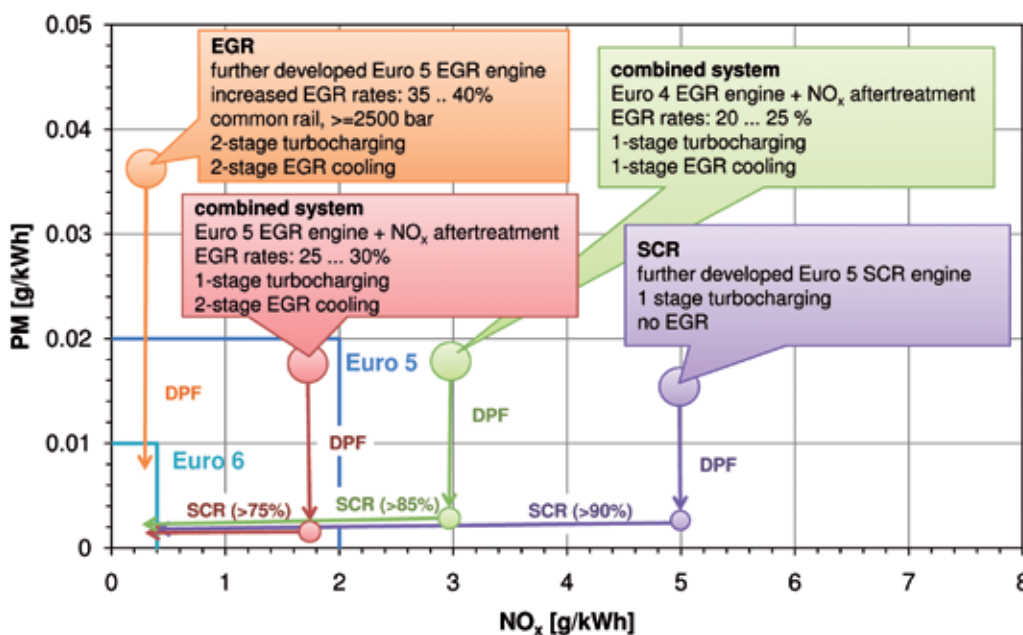 0.05
0.04
0.03
0.02
0.01
0
PM [g/kWh]
EGR
further developed Euro 5 EGR engine
increased EGR rates: 35 .. 40%
common rail, >=2500 bar
2-stage turbocharging
2-stage EGR cooling
combined system
Euro 4 EGR engine + NOx aftertreatment
EGR rates: 20 ... 25 %
1-stage turbocharging
1-stage EGR cooling
combined system
Euro 5 EGR engine + NOx aftertreatment
EGR rates: 25 ... 30%
1-stage turbocharging
2-stage EGR cooling
SCR
further developed Euro 5 SCR engine
1 stage turbocharging
no EGR
Euro 5
Euro 6
DPF
DPF
DPF
DPF
SCR (>75%)
SCR (>85%)
SCR (>90%)
0 1 2 3 4 5 6 7 8
NOx [g/kWh]